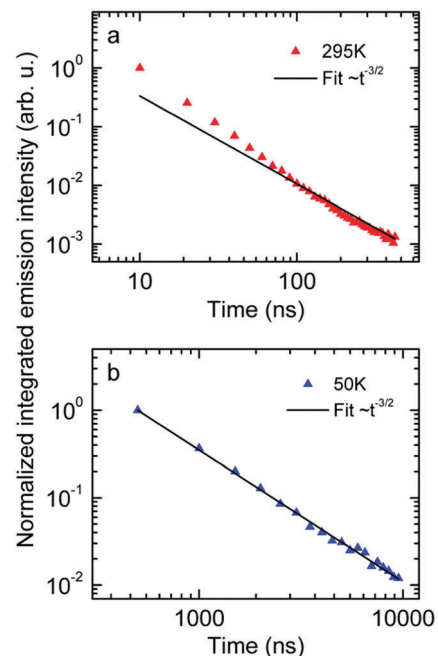 Normalized integrated emission intensity (arb. u.)
a
295K
Fit ~t^-3/2
10^0
10^-1
10^-2
10^-3
10
100
Time (ns)
b
50K
Fit ~t^-3/2
10^0
10^-1
10^-2
1000
10000
Time (ns)